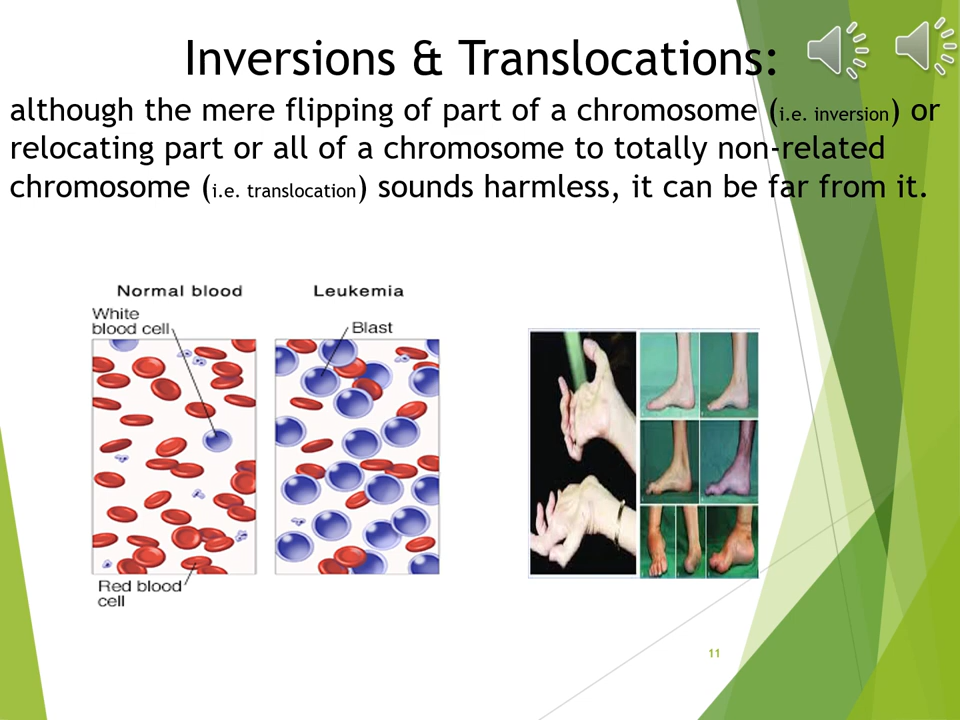 Inversions & Translocations:
although the mere flipping of part of a chromosome (i.e. inversion) or
relocating part or all of a chromosome to totally non-related
chromosome (i.e. translocation) sounds harmless, it can be far from it.
Normal blood
Leukemia
White
blood cell
Blast
Red blood
cell
11